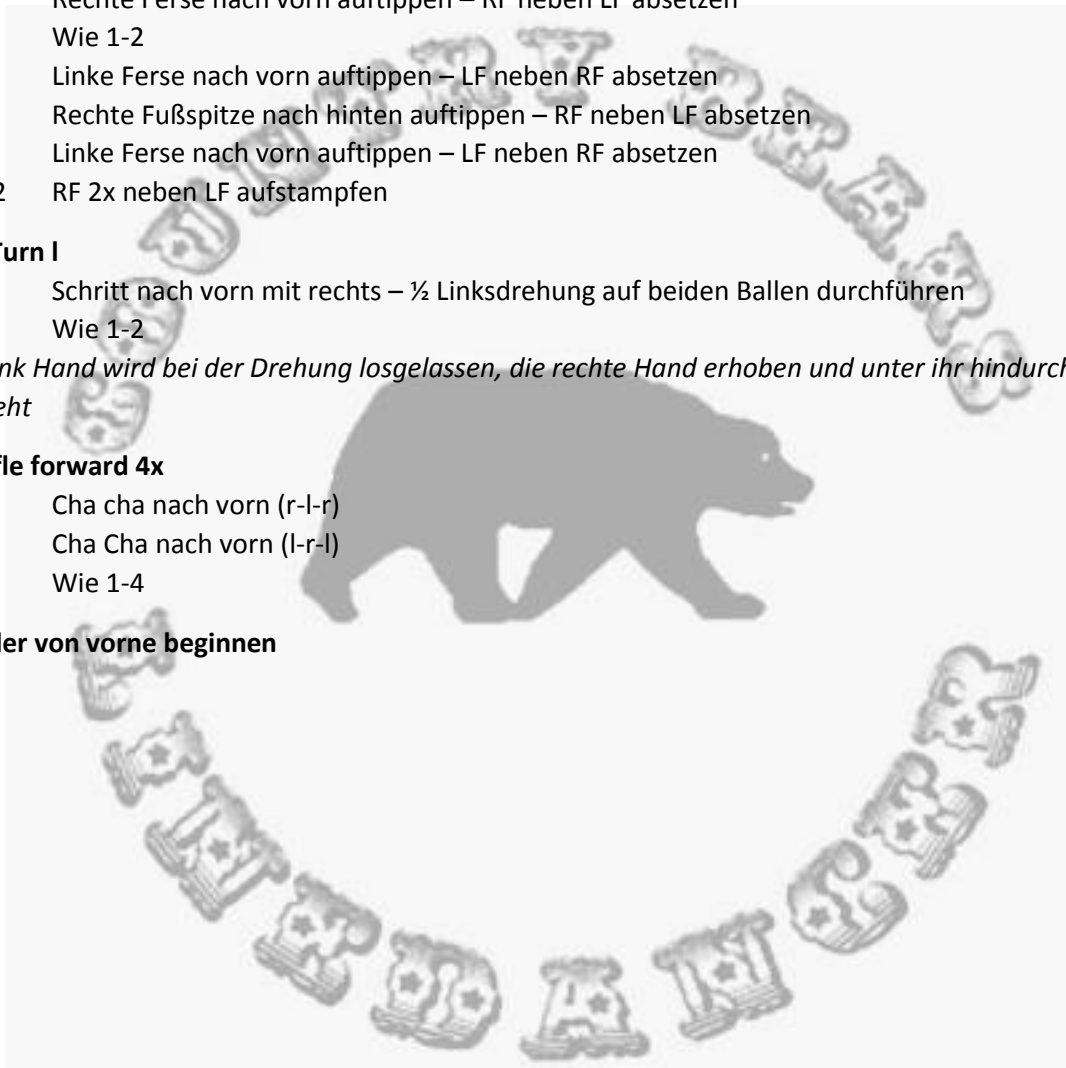 Rechte Ferse nach vorn auftippen – RF neben LF absetzen
Wie 1-2
Linke Ferse nach vorn auftippen – LF neben RF absetzen
Rechte Fußspitze nach hinten auftippen – RF neben LF absetzen
Linke Ferse nach vorn auftippen – LF neben RF absetzen
2 RF 2x neben LF aufstampfen
Turn l
Schritt nach vorn mit rechts – ½ Linksdrehung auf beiden Ballen durchführen
Wie 1-2
nk Hand wird bei der Drehung losgelassen, die rechte Hand erhoben und unter ihr hindurch
eht
fle forward 4x
Cha cha nach vorn (r-l-r)
Cha Cha nach vorn (l-r-l)
Wie 1-4
der von vorne beginnen
COUNTRY BEARS
LINEDANCER